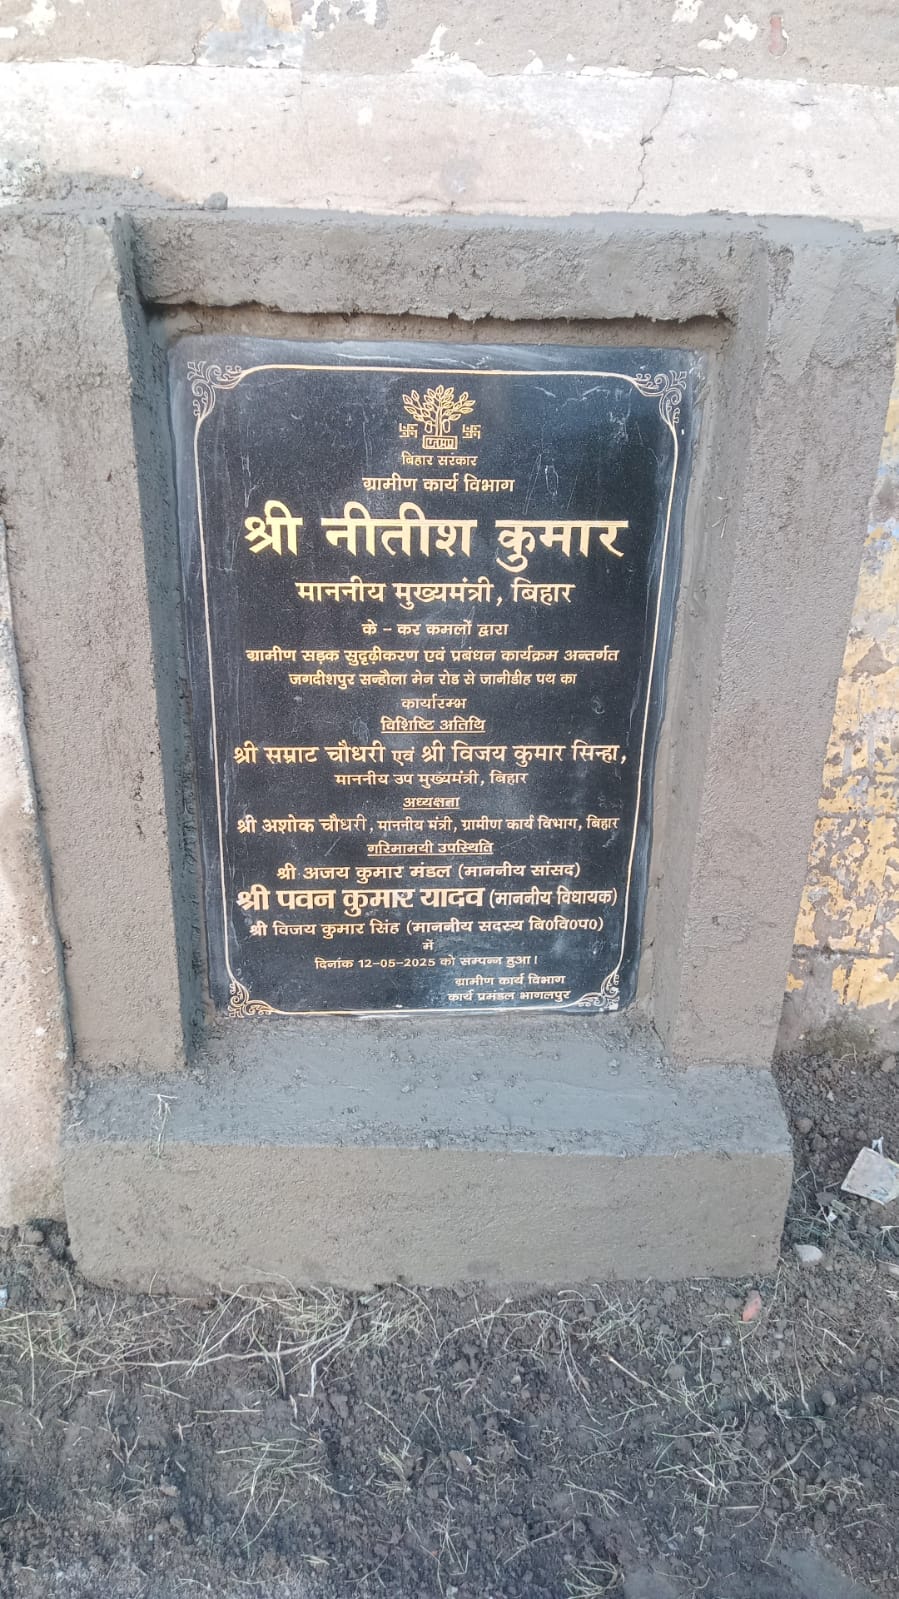 बिहार सरकार
ग्रामीण कार्य विभाग
श्री नीतीश कुमार
माननीय मुख्यमंत्री, बिहार
के - कर कमलों द्वारा
ग्रामीण सड़क सुदृढ़ीकरण एवं प्रबंधन कार्यक्रम अन्तर्गत
जगदीशपुर सन्हौला मेन रोड से जानीडीह पथ का
कार्यारम्भ
विशिष्टि अतिथि
श्री सम्राट चौधरी एवं श्री विजय कुमार सिन्हा,
माननीय उप मुख्यमंत्री, बिहार
अध्यक्षता
श्री अशोक चौधरी, माननीय मंत्री, ग्रामीण कार्य विभाग, बिहार
गरिमामयी उपस्थिति
श्री अजय कुमार मंडल (माननीय सांसद)
श्री पवन कुमार यादव (माननीय विधायक)
श्री विजय कुमार सिंह (माननीय सदस्य बि0वि0प0)
में
दिनांक 12-05-2025 को सम्पन्न हुआ।
ग्रामीण कार्य विभाग
कार्य प्रमंडल भागलपुर